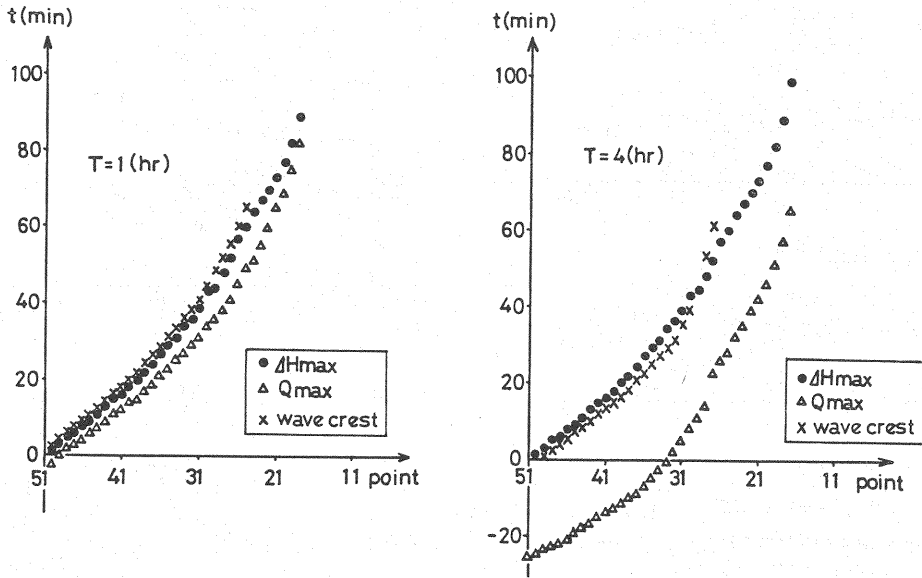 t(min)
100
80
60
40
20
0
T=1(hr)
ΔHmax
Qmax
wave crest
51
41
31
21
11
point
t(min)
100
80
60
40
20
0
-20
T=4(hr)
ΔHmax
Qmax
wave crest
51
41
31
21
11
point